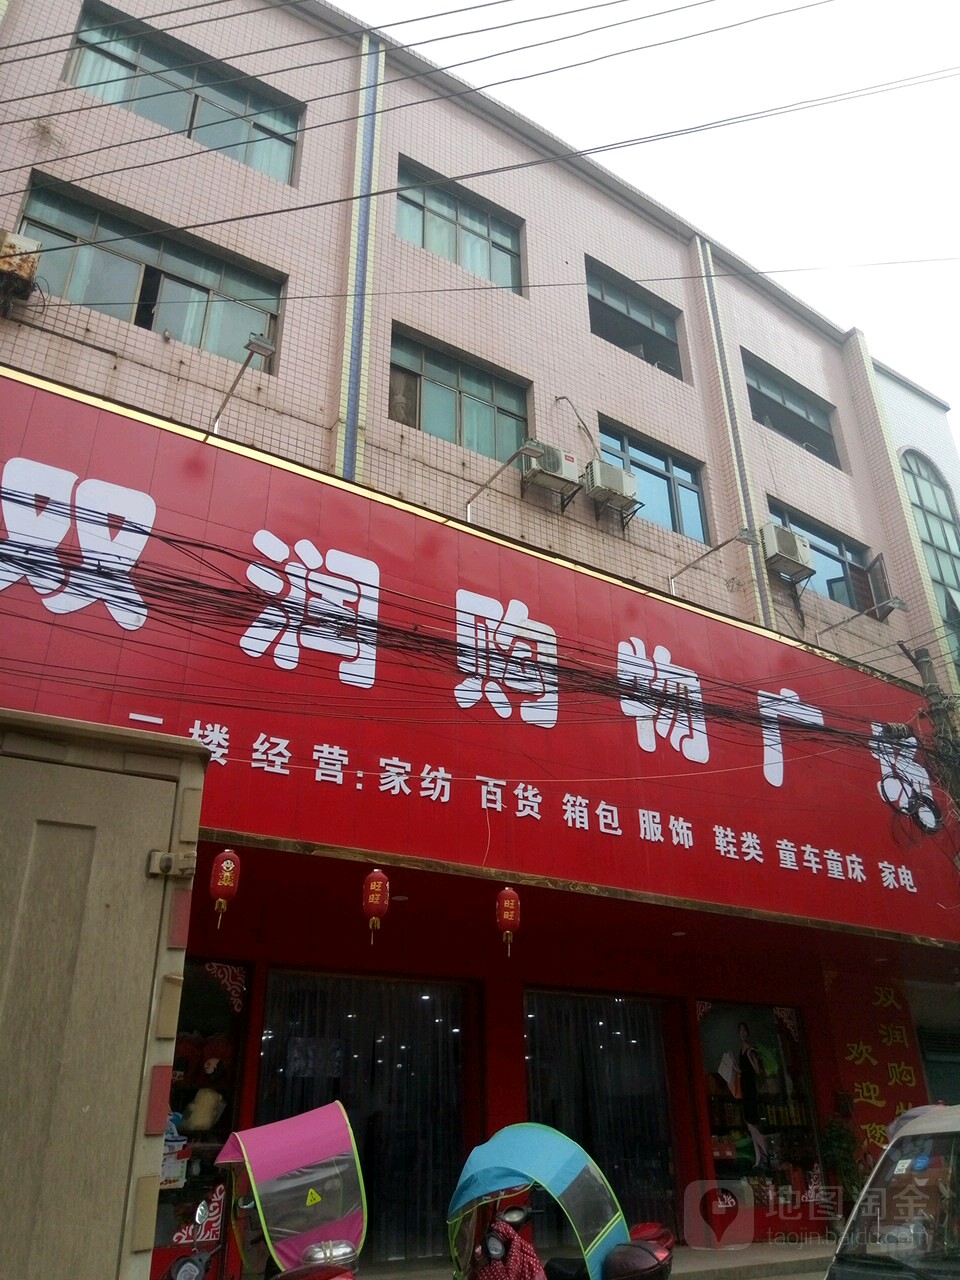 双润购物广场
二楼经营:家纺 百货 箱包 服饰 鞋类 童车童床 家电
旺旺
旺旺
双润购物
欢迎您
地图淘金
taojin.baidu.com